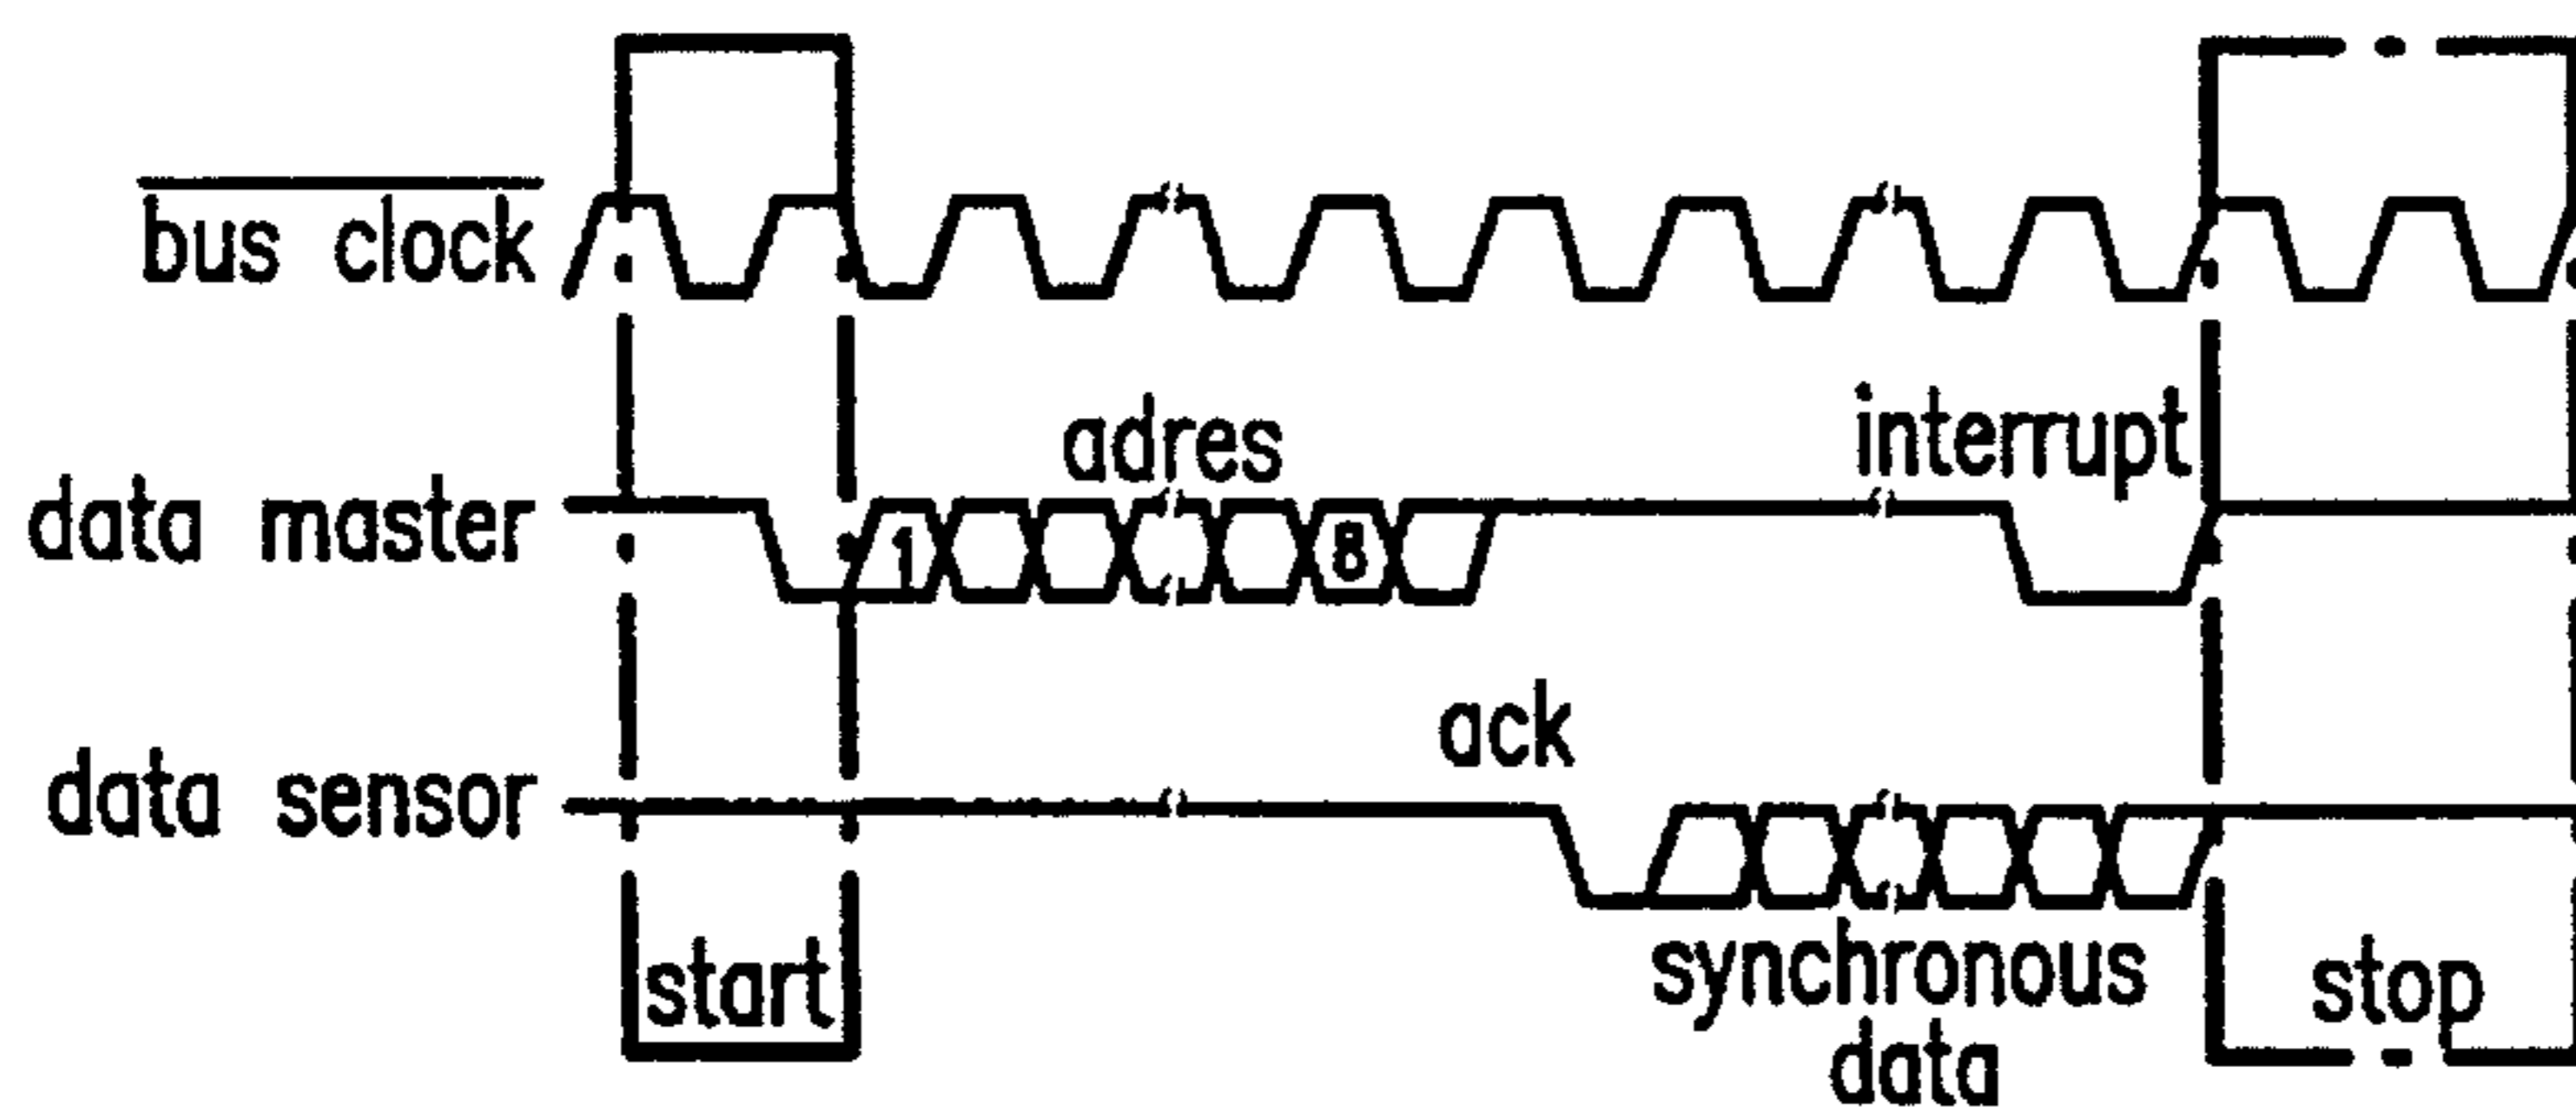 bus clock
adres
interrupt
data master
1
8
ack
data sensor
start
synchronous
data
stop